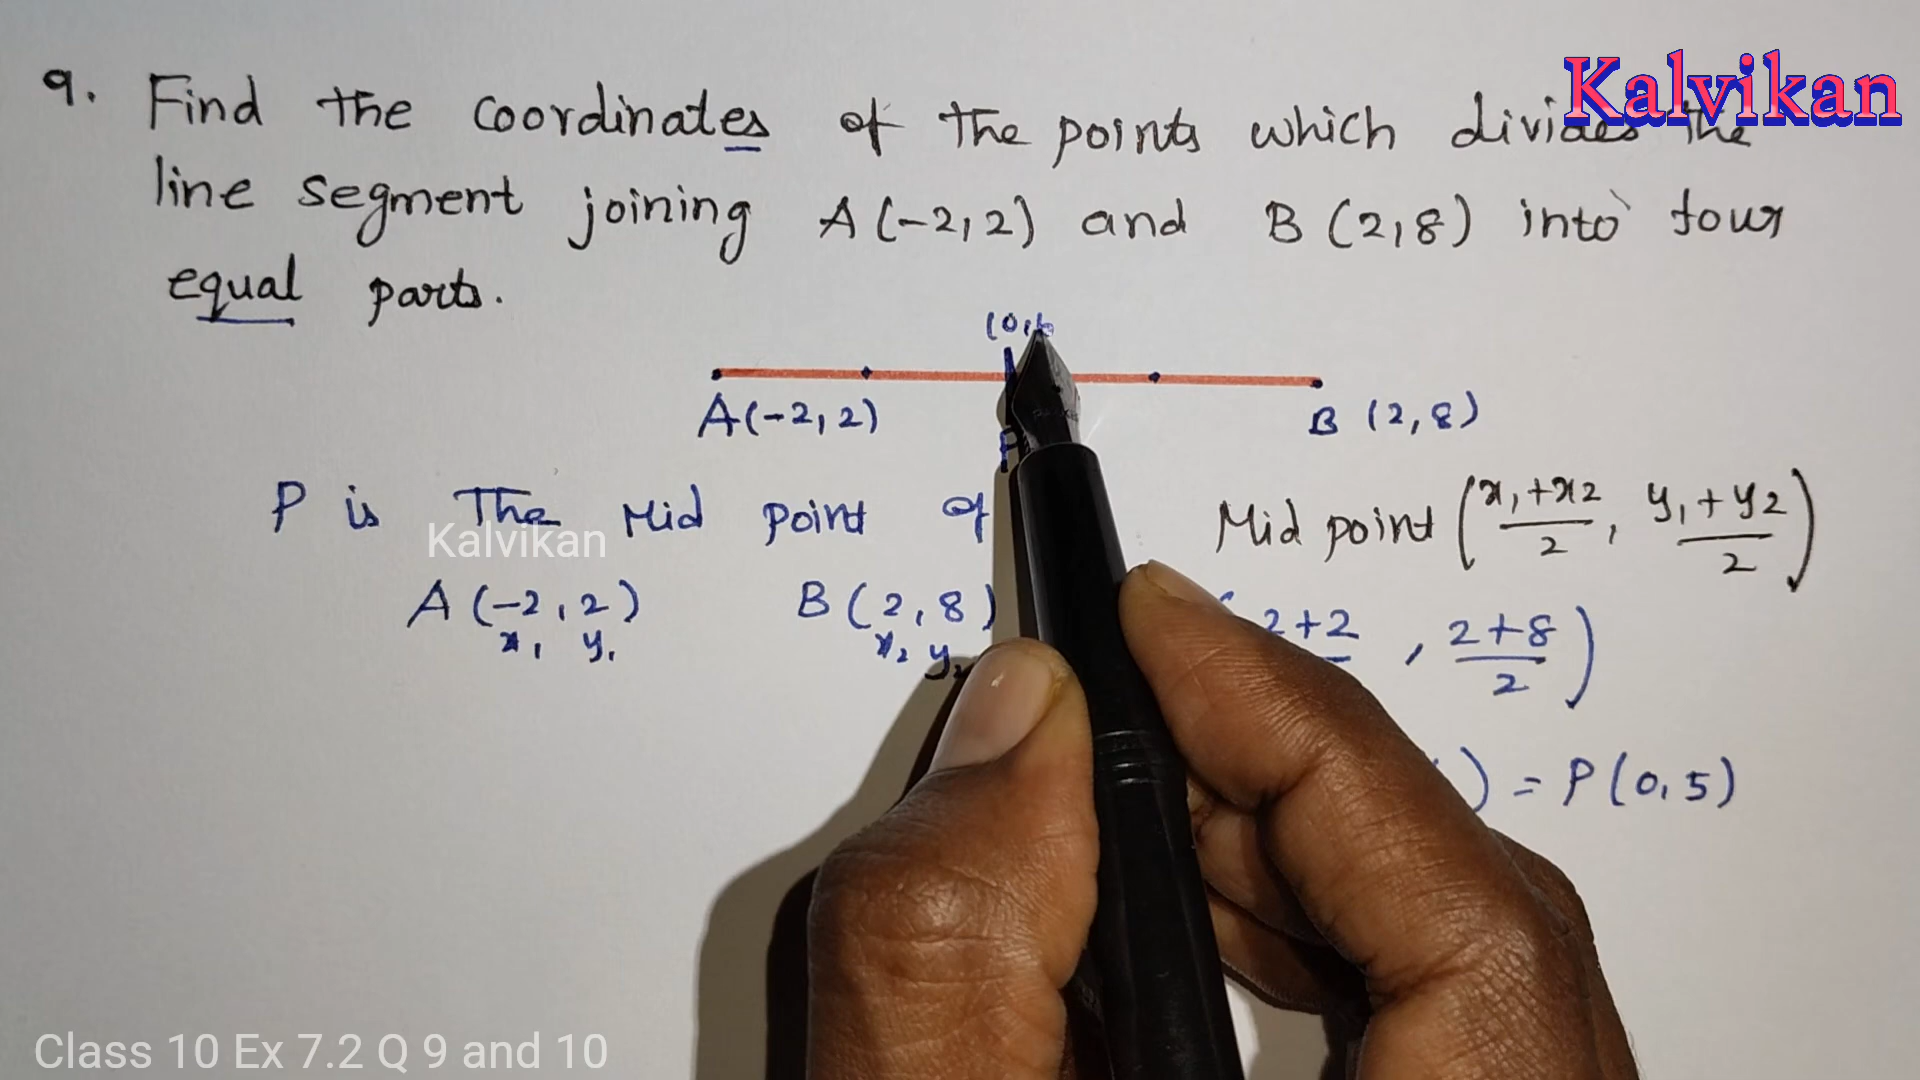 Kalvikan
9. Find the coordinates of the points which divides the
line segment joining A(-2,2) and B(2,8) into four
equal parts.
(0,
A(-2,2) P B (2,8)
P is The Mid point of Mid point (x₁+x₂/2, y₁+y₂/2)
Kalvikan
A(-2,2) B(2,8) 2+2 , 2+8/2)
x₁ y₁ x₂ y₂
) = P(0,5)
Class 10 Ex 7.2 Q 9 and 10